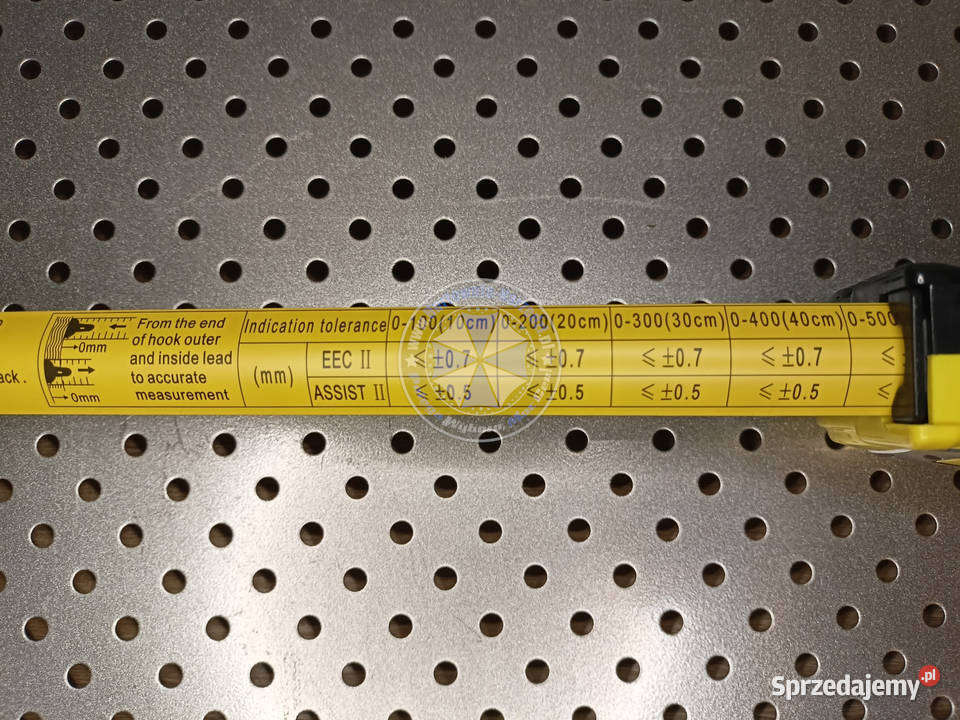 ack.
0mm
0mm
From the end
of hook outer
and inside lead
to accurate
measurement
Indication tolerance 0-100(10cm) 0-200(20cm) 0-300(30cm) 0-400(40cm) 0-500
(mm)
EEC II ≤ ±0.7 ≤ ±0.7 ≤ ±0.7 ≤ ±0.7 ≤
ASSIST II ≤ ±0.5 ≤ ±0.5 ≤ ±0.5 ≤ ±0.5 ≤
Sprzedajemy.pl